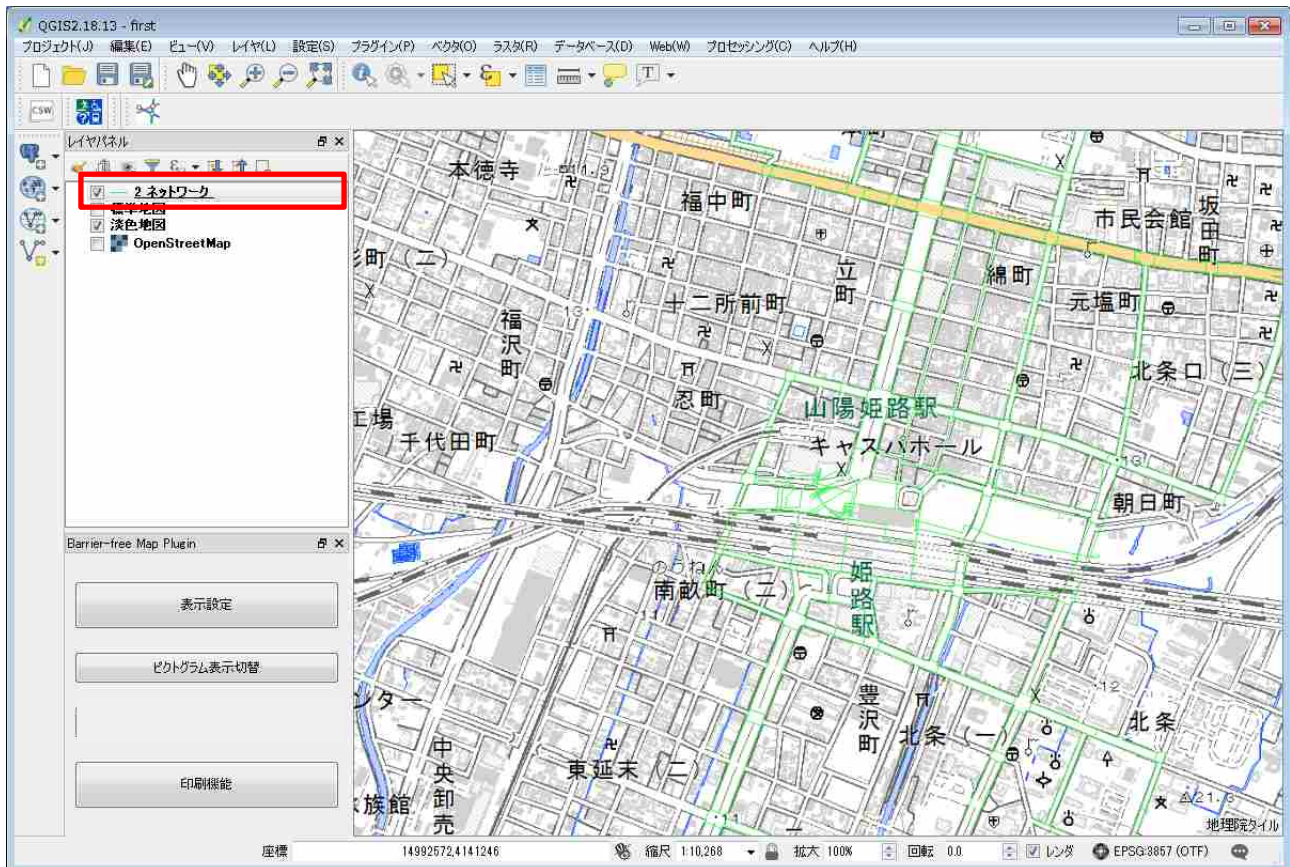 QGIS2.18.13 - first
プロジェクト(J) 編集(E) ビュー(V) レイヤ(L) 設定(S) プラグイン(P) ベクタ(O) ラスタ(R) データベース(D) Web(W) プロセッシング(C) ヘルプ(H)
CSW
レイヤパネル
2 ネットワーク
標準地図
淡色地図
OpenStreetMap
Barrier-free Map Plugin
表示設定
ピクトグラム表示切替
印刷機能
本徳寺
福中町
市民会館
坂田町
立町
綿町
元塩町
十二所前町
福沢町
北条口(三)
忍町
山陽姫路駅
キャスパホール
千代田町
工場
朝日町
のうねん
南畝町(二)
姫路駅
豊沢町
北条(一)
北条
中央卸売
東延末(二)
水族館
地理院タイル
座標 14992572,4141246 縮尺 1:10,268 拡大 100% 回転 0.0 レンダ EPSG:3857 (OTF)